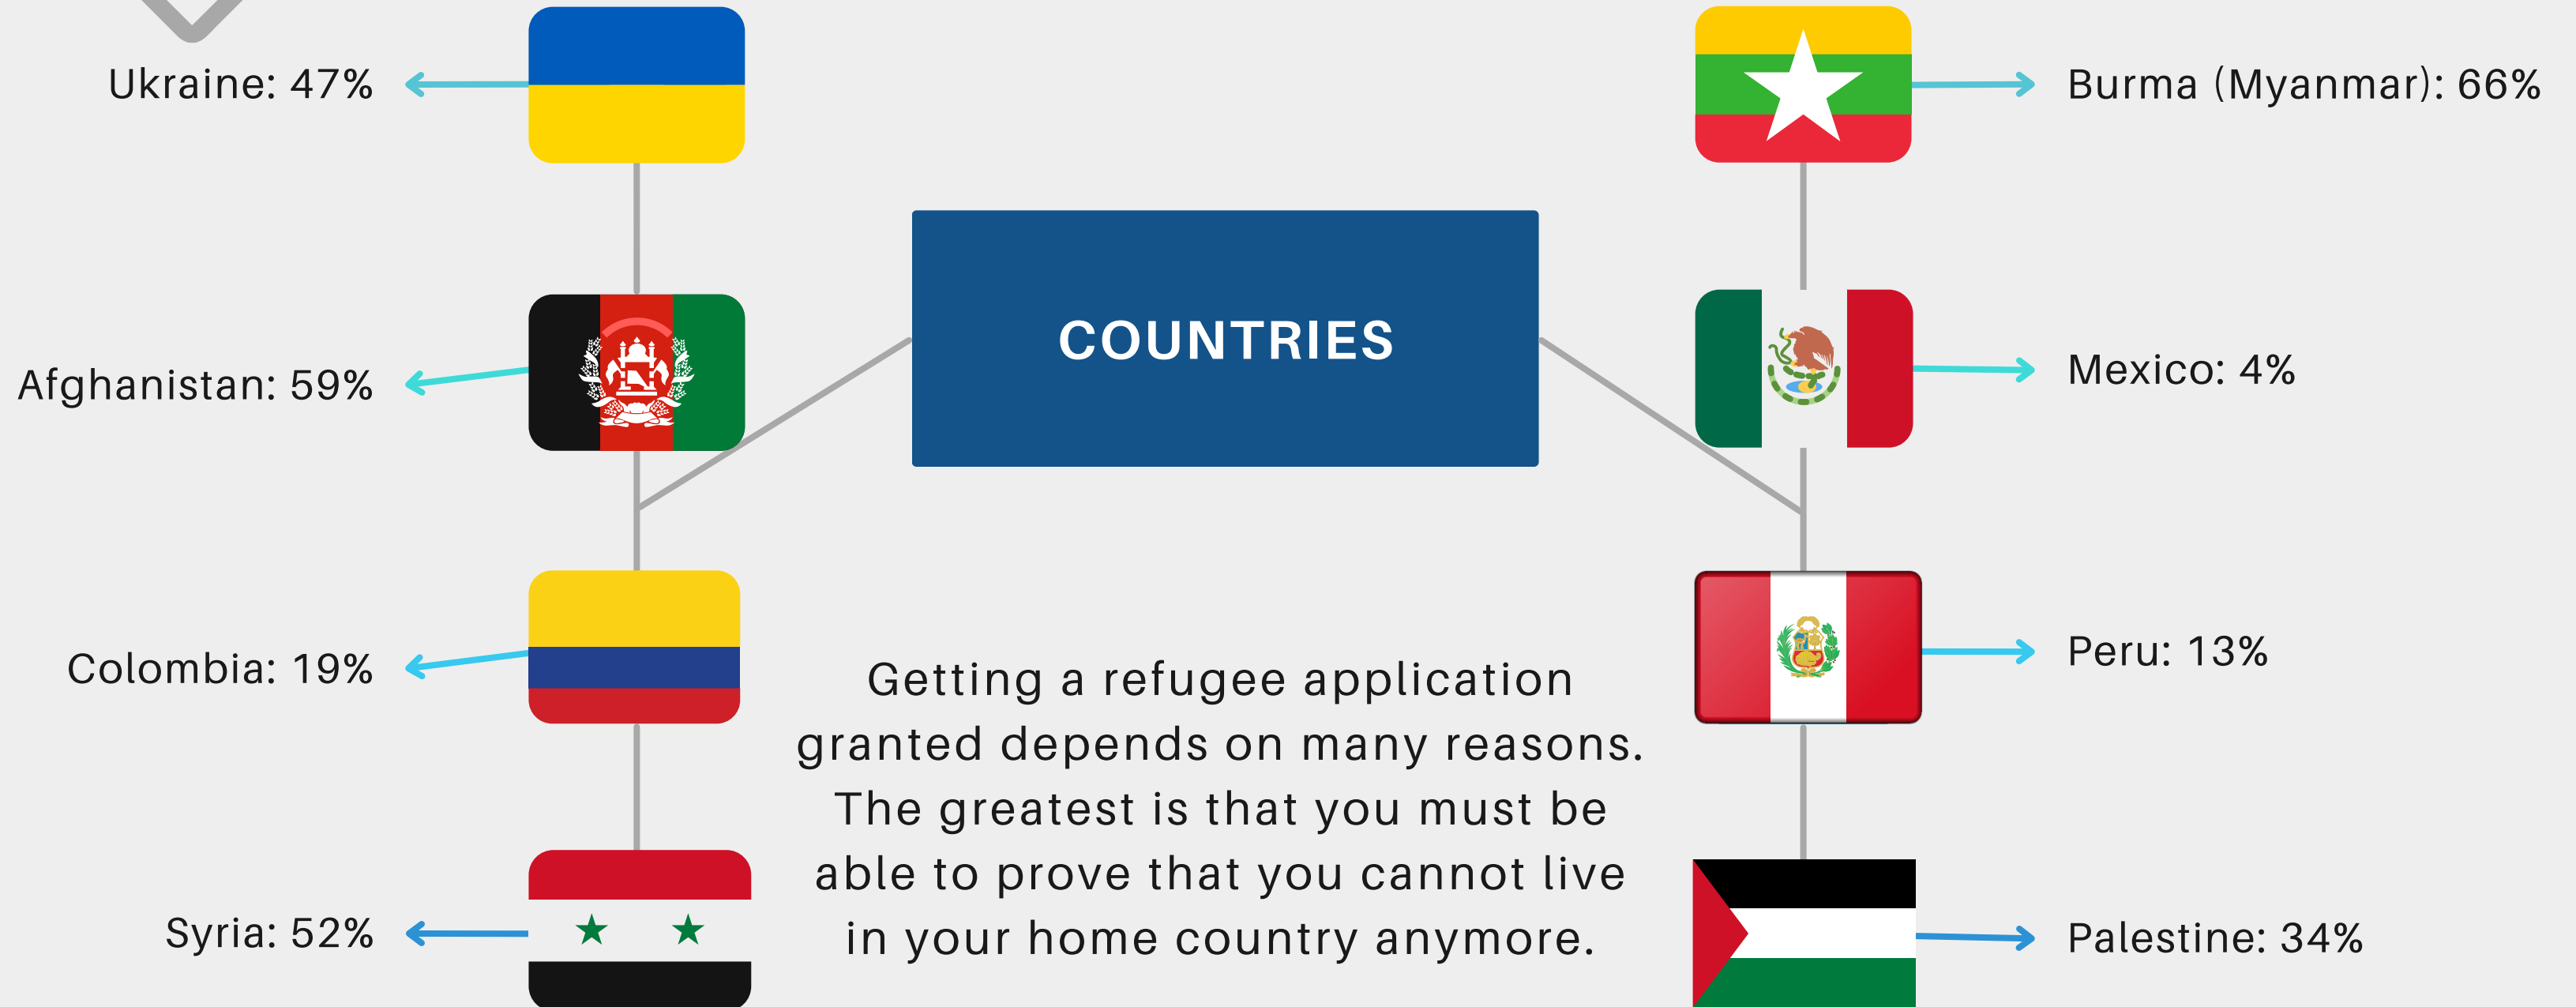 Ukraine: 47%
Burma (Myanmar): 66%
COUNTRIES
Afghanistan: 59%
Mexico: 4%
Colombia: 19%
Peru: 13%
Getting a refugee application
granted depends on many reasons.
The greatest is that you must be
able to prove that you cannot live
in your home country anymore.
Syria: 52%
Palestine: 34%